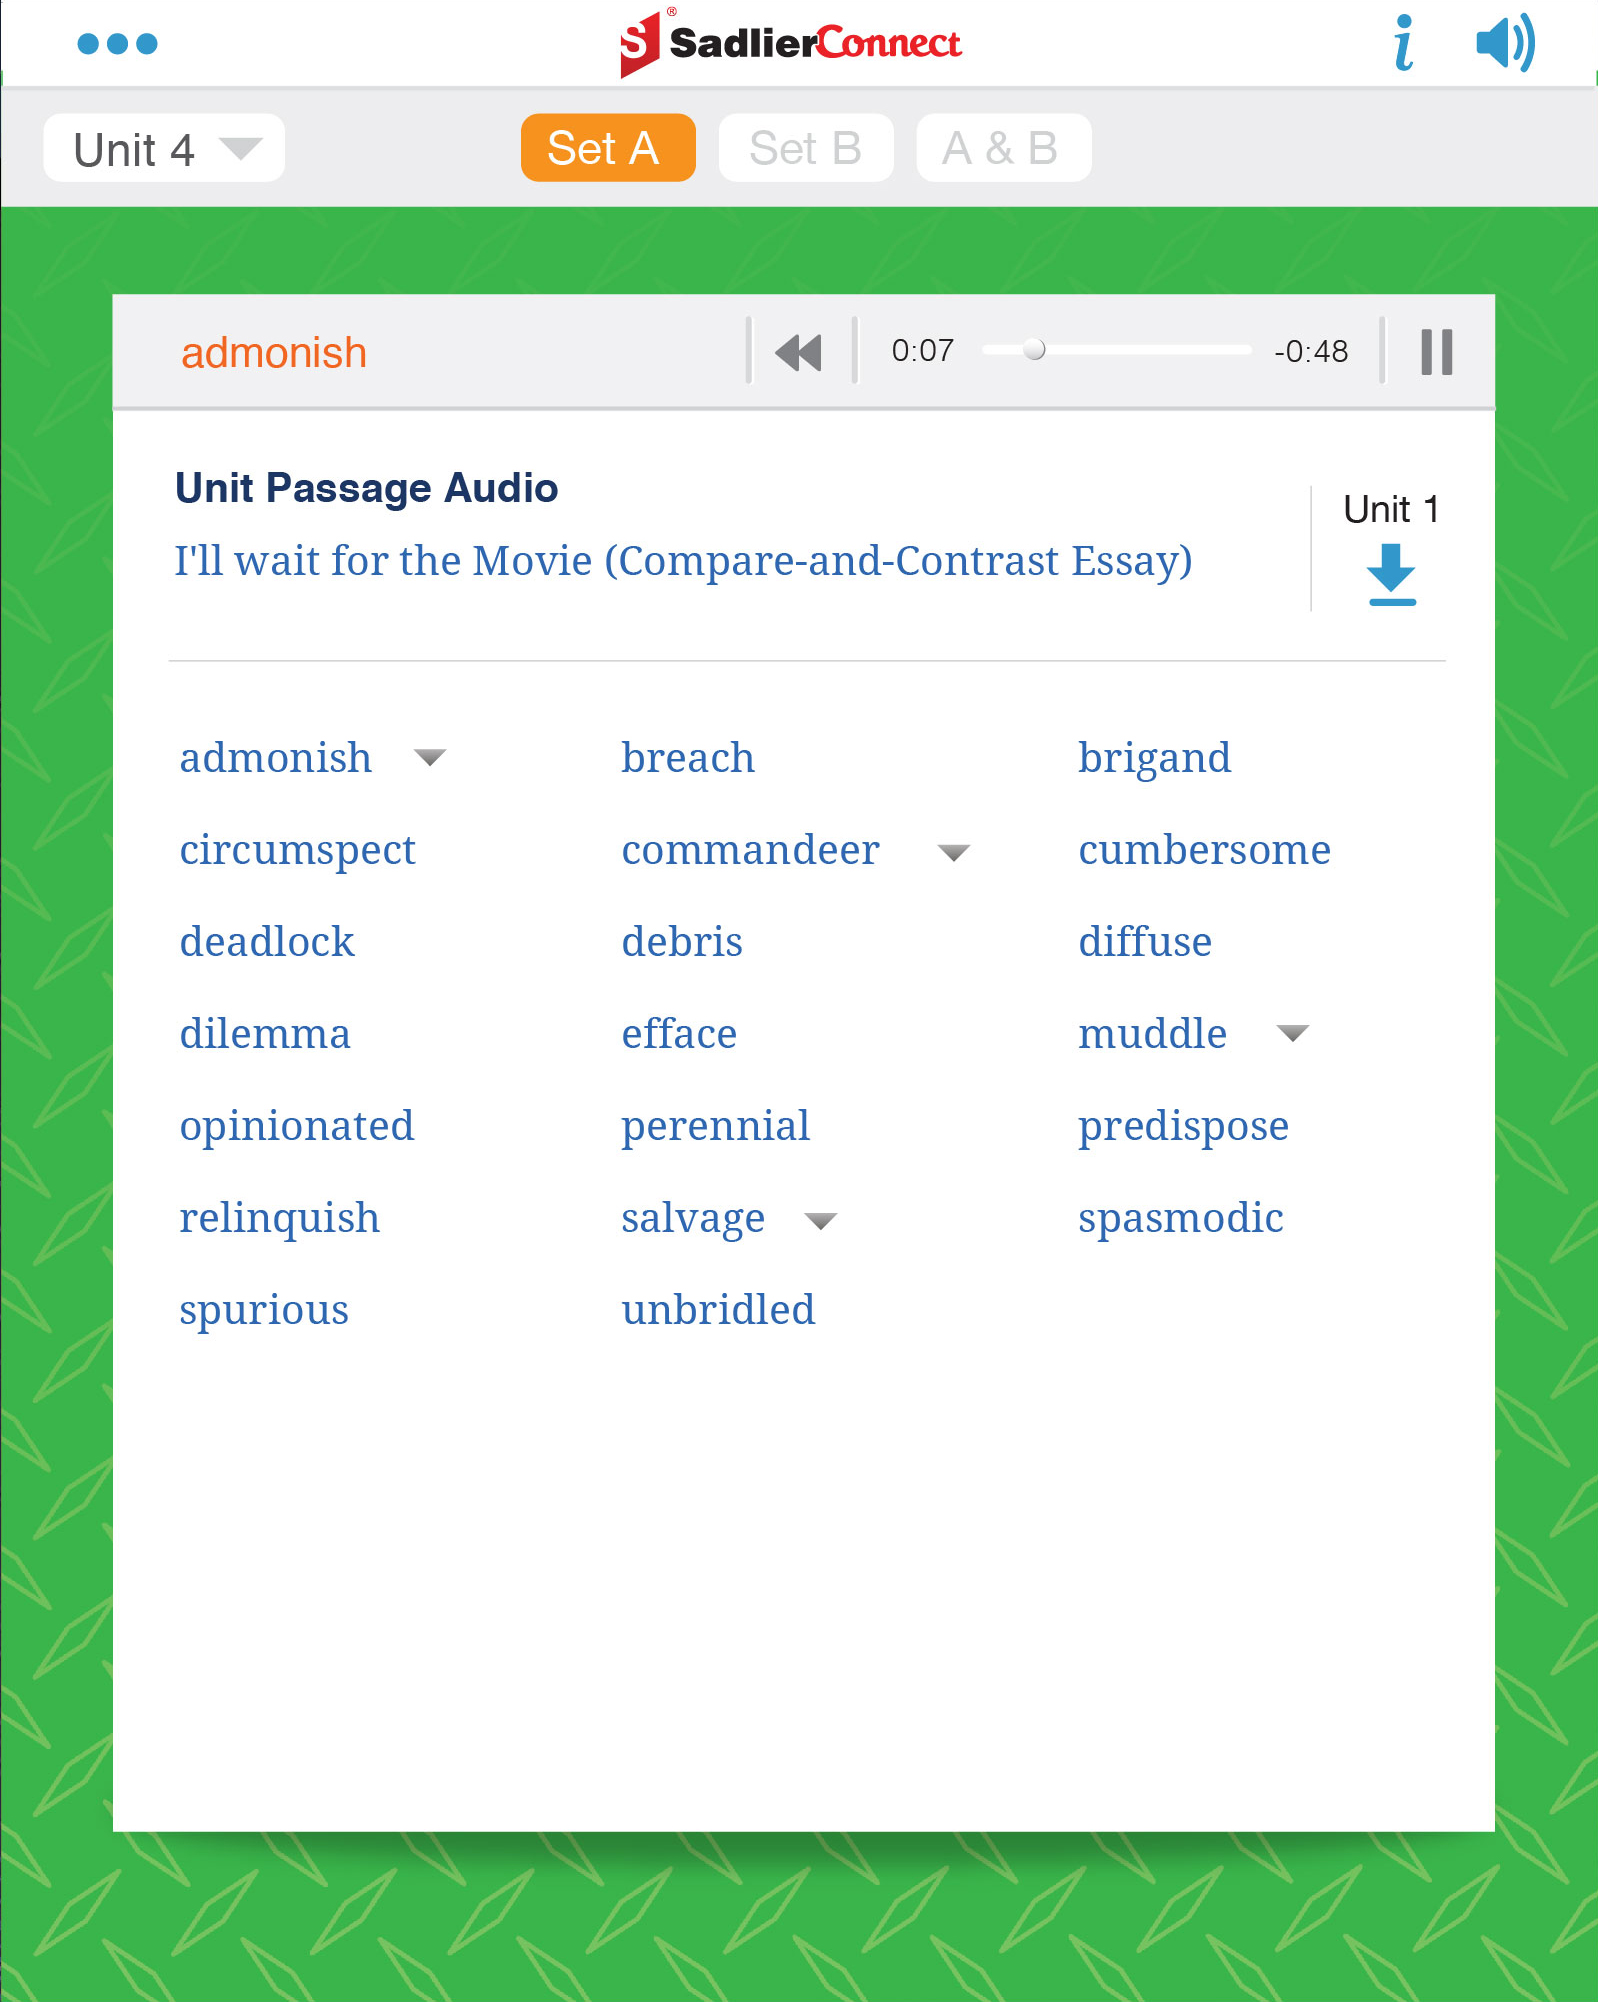 SadlierConnect®
Unit 4
Set A
Set B
A & B
admonish
0:07
-0:48
Unit Passage Audio
I'll wait for the Movie (Compare-and-Contrast Essay)
Unit 1
admonish breach brigand
circumspect commandeer cumbersome
deadlock debris diffuse
dilemma efface muddle
opinionated perennial predispose
relinquish salvage spasmodic
spurious unbridled